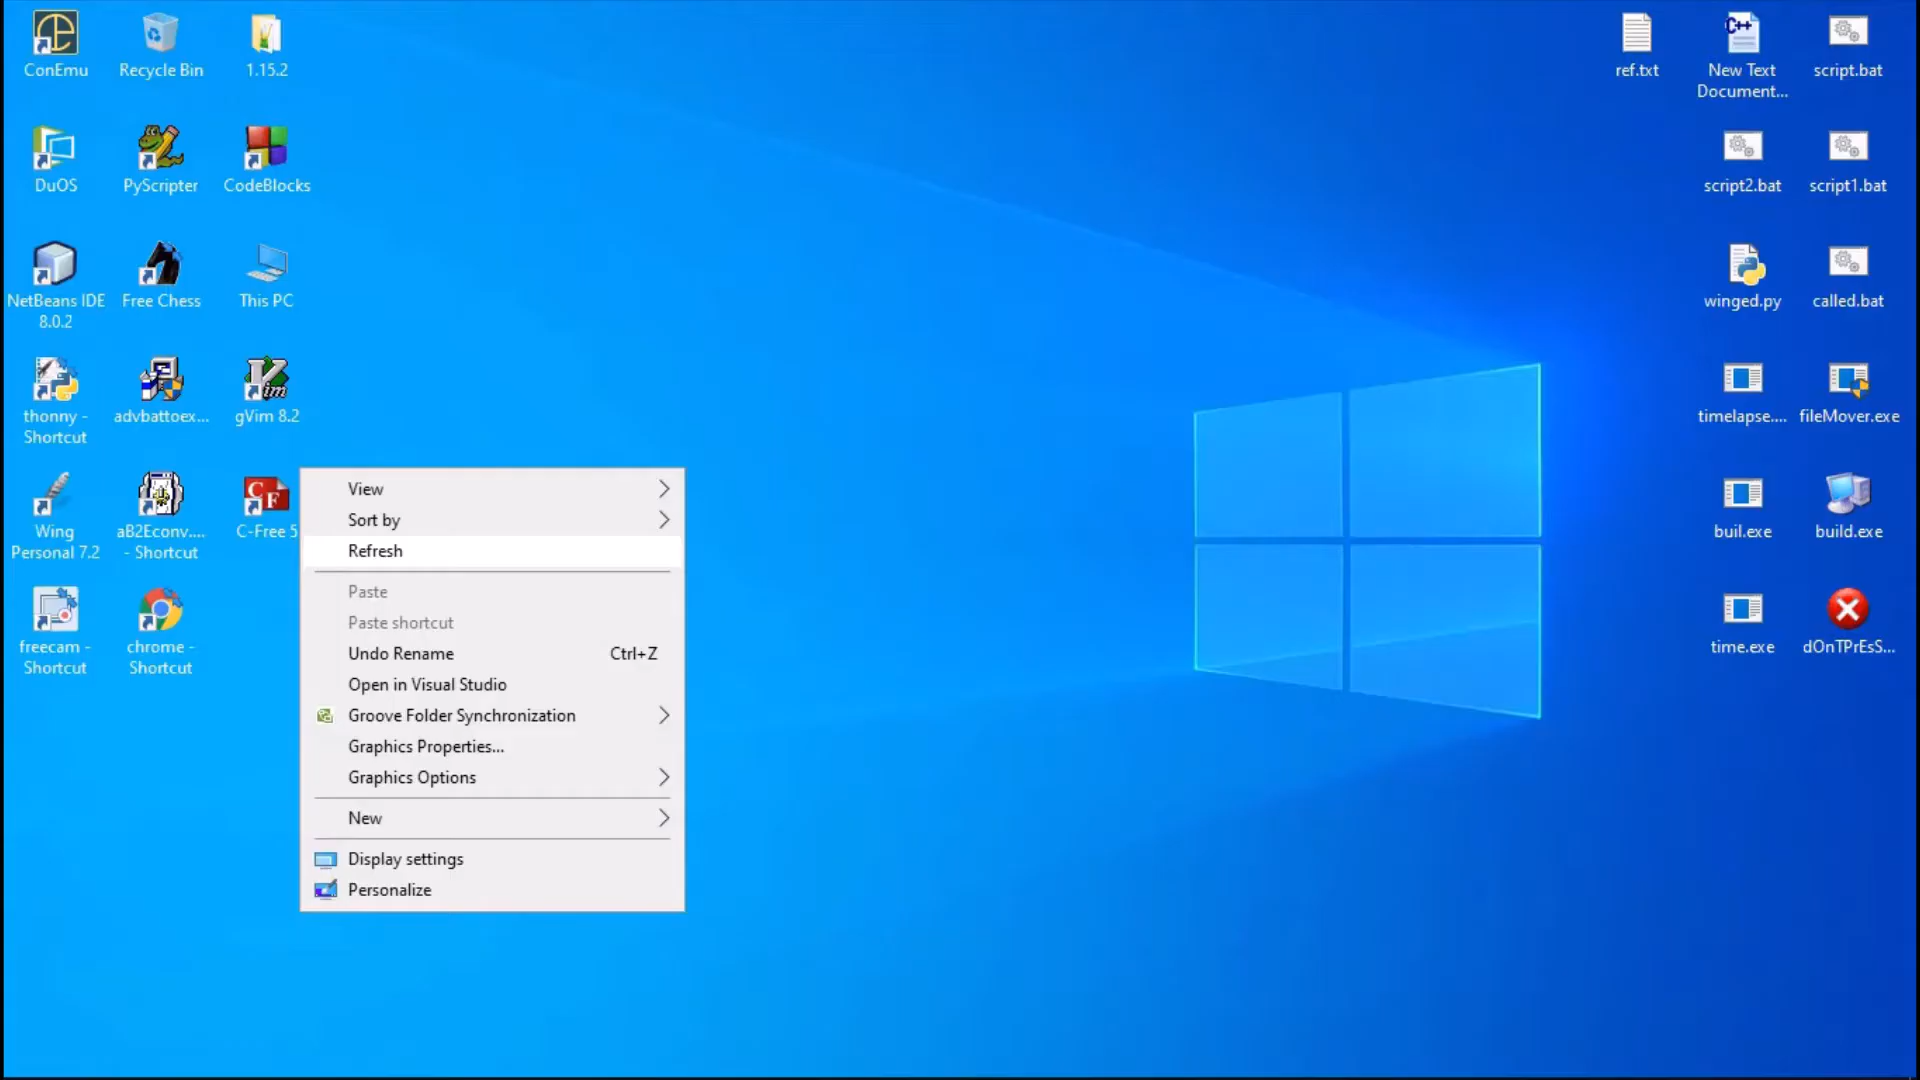 ConEmu
Recycle Bin
1.15.2
DuOS
PyScripter
CodeBlocks
NetBeans IDE
8.0.2
Free Chess
This PC
thonny -
Shortcut
advbattoex...
gVim 8.2
Wing
Personal 7.2
aB2Econv....
- Shortcut
CF
C-Free 5
freecam -
Shortcut
chrome -
Shortcut
View
Sort by
Refresh
Paste
Paste shortcut
Undo Rename Ctrl+Z
Open in Visual Studio
Groove Folder Synchronization
Graphics Properties...
Graphics Options
New
Display settings
Personalize
ref.txt
C++
New Text
Document...
script.bat
script2.bat
script1.bat
winged.py
called.bat
timelapse....
fileMover.exe
buil.exe
build.exe
time.exe
dOnTPrEsS...